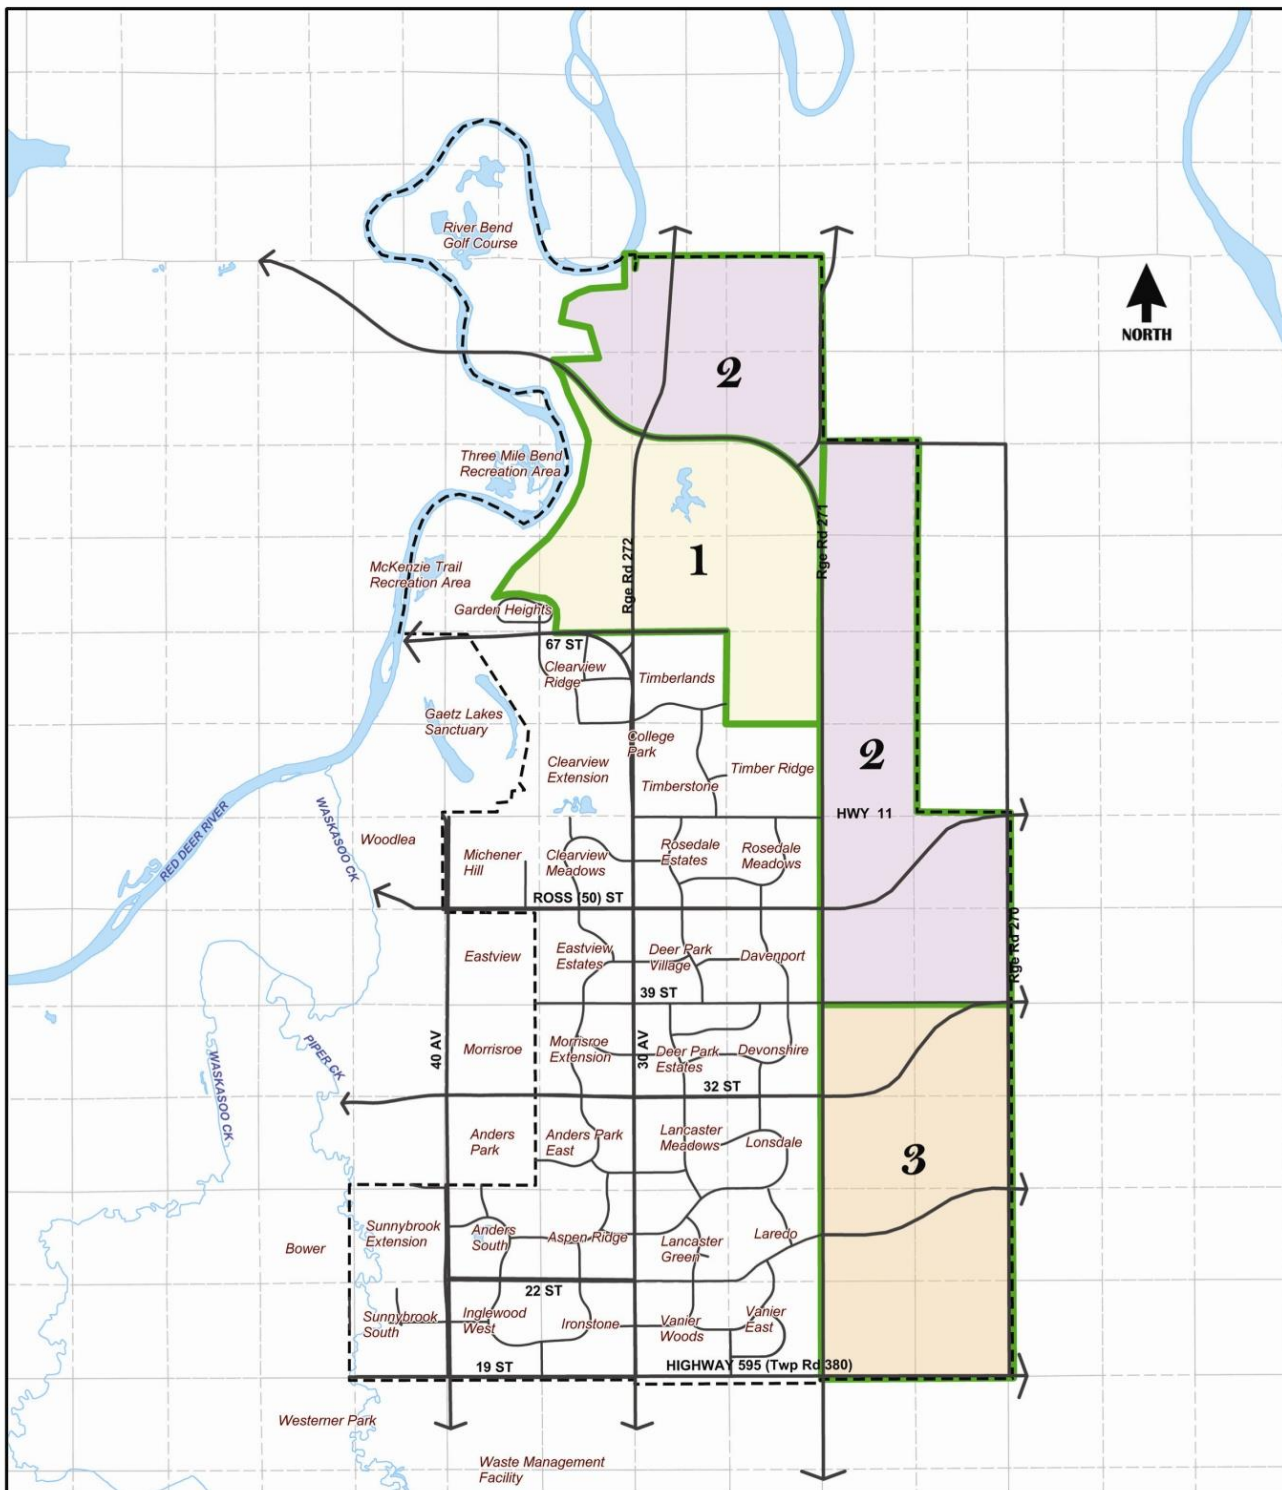 River Bend
Golf Course
NORTH
2
Three Mile Bend
Recreation Area
Rge Rd 271
1
Rge Rd 272
McKenzie Trail
Recreation Area
Garden Heights
67 ST
Clearview
Ridge
Timberlands
Gaetz Lakes
Sanctuary
College
Park
Clearview
Extension
Timberstone
Timber Ridge
2
HWY 11
RED DEER RIVER
WASKASOO CK
Woodlea
Michener
Hill
Clearview
Meadows
Rosedale
Estates
Rosedale
Meadows
ROSS (50) ST
Eastview
Eastview
Estates
Deer Park
Village
Davenport
Rge Rd 270
39 ST
40 AV
30 AV
Morrisroe
Morrisroe
Extension
Deer Park
Estates
Devonshire
PIPER CK
WASKASOO CK
32 ST
Anders
Park
Anders Park
East
Lancaster
Meadows
Lonsdale
3
Sunnybrook
Extension
Bower
Anders
South
Aspen Ridge
Lancaster
Green
Laredo
22 ST
Sunnybrook
South
Inglewood
West
Ironstone
Vanier
Woods
Vanier
East
19 ST
HIGHWAY 595 (Twp Rd 380)
Westerner Park
Waste Management
Facility